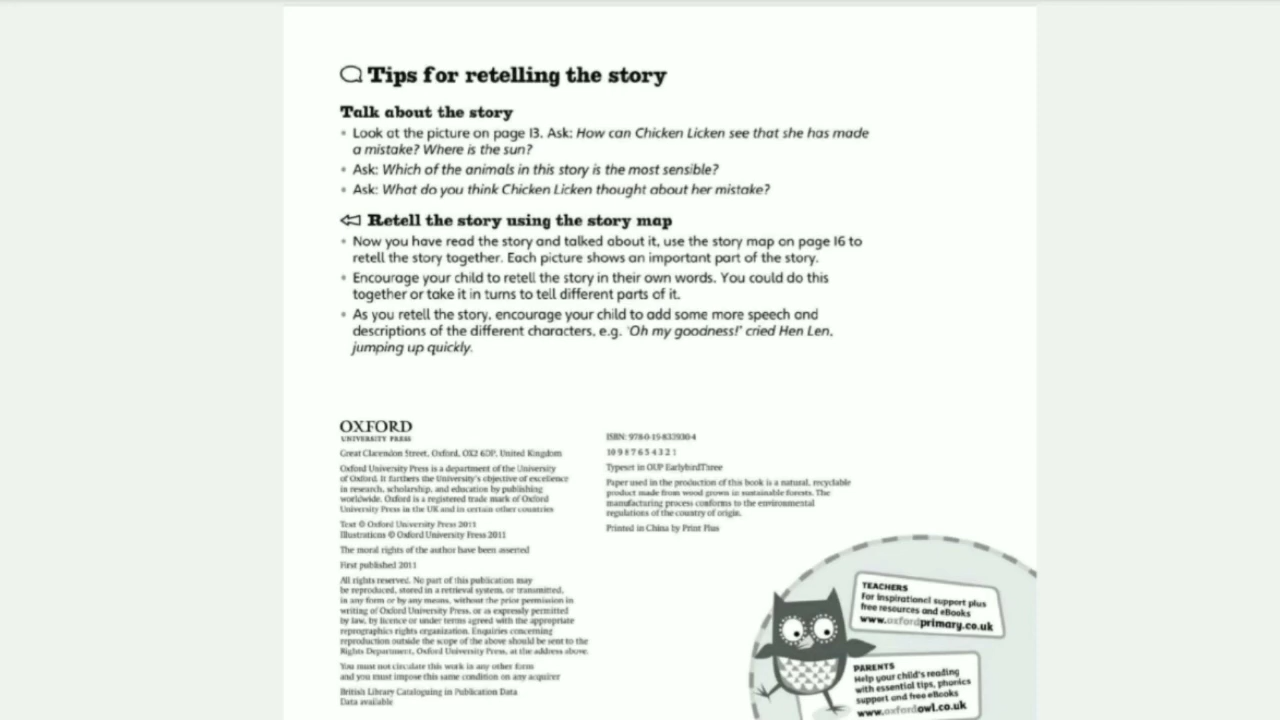 Tips for retelling the story
Talk about the story
• Look at the picture on page 13. Ask: How can Chicken Licken see that she has made
a mistake? Where is the sun?
• Ask: Which of the animals in this story is the most sensible?
• Ask: What do you think Chicken Licken thought about her mistake?
Retell the story using the story map
• Now you have read the story and talked about it, use the story map on page 16 to
retell the story together. Each picture shows an important part of the story.
• Encourage your child to retell the story in their own words. You could do this
together or take it in turns to tell different parts of it.
• As you retell the story, encourage your child to add some more speech and
descriptions of the different characters, e.g. 'Oh my goodness!' cried Hen Len,
jumping up quickly.
OXFORD
UNIVERSITY PRESS
Great Clarendon Street, Oxford, OX2 6DP, United Kingdom
Oxford University Press is a department of the University
of Oxford. It furthers the University's objective of excellence
in research, scholarship, and education by publishing
worldwide. Oxford is a registered trade mark of Oxford
University Press in the UK and in certain other countries
Text © Oxford University Press 2011
Illustrations © Oxford University Press 2011
The moral rights of the author have been asserted
First published 2011
All rights reserved. No part of this publication may
be reproduced, stored in a retrieval system, or transmitted,
in any form or by any means, without the prior permission in
writing of Oxford University Press, or as expressly permitted
by law, by licence or under terms agreed with the appropriate
reprographics rights organization. Enquiries concerning
reproduction outside the scope of the above should be sent to the
Rights Department, Oxford University Press, at the address above.
You must not circulate this work in any other form
and you must impose this same condition on any acquirer
British Library Cataloguing in Publication Data
Data available
ISBN:
10 9 8 7 6 5 4 3 2 1
Typeset in OUP EarlybirdThree
Paper used in the production of this book is a natural, recyclable
product made from wood grown in sustainable forests. The
manufacturing process conforms to the environmental
regulations of the country of origin.
Printed in China by Print Plus
TEACHERS
For inspirational support plus
free resources and eBooks
www.oxfordprimary.co.uk
PARENTS
Help your child's reading
with essential tips, phonics
support and free eBooks
www.oxfordowl.co.uk